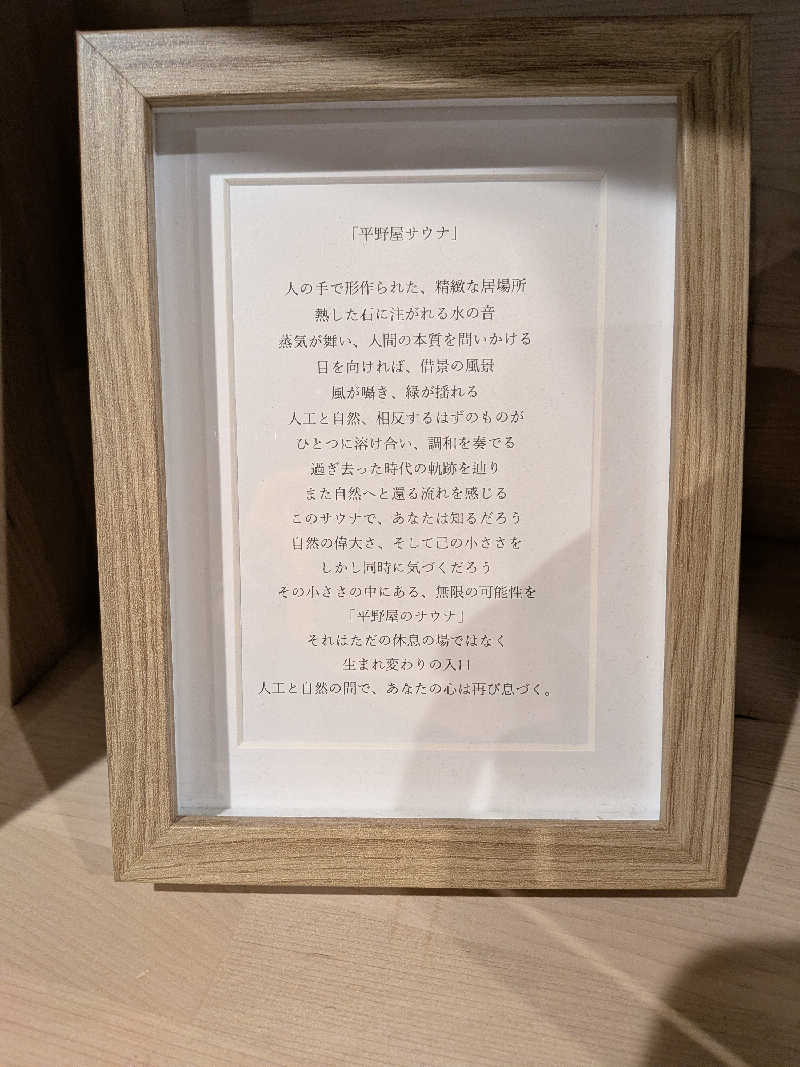 「平野屋サウナ」
人の手で形作られた、精緻な居場所
熱した石に注がれる水の音
蒸気が舞い、人間の本質を問いかける
目を向ければ、借景の風景
風が囁き、緑が揺れる
人工と自然、相反するはずのものが
ひとつに溶け合い、調和を奏でる
過ぎ去った時代の軌跡を辿り
また自然へと還る流れを感じる
このサウナで、あなたは知るだろう
自然の偉大さ、そして己の小ささを
しかし同時に気づくだろう
その小ささの中にある、無限の可能性を
「平野屋のサウナ」
それはただの休息の場ではなく
生まれ変わりの入口
人工と自然の間で、あなたの心は再び息づく。